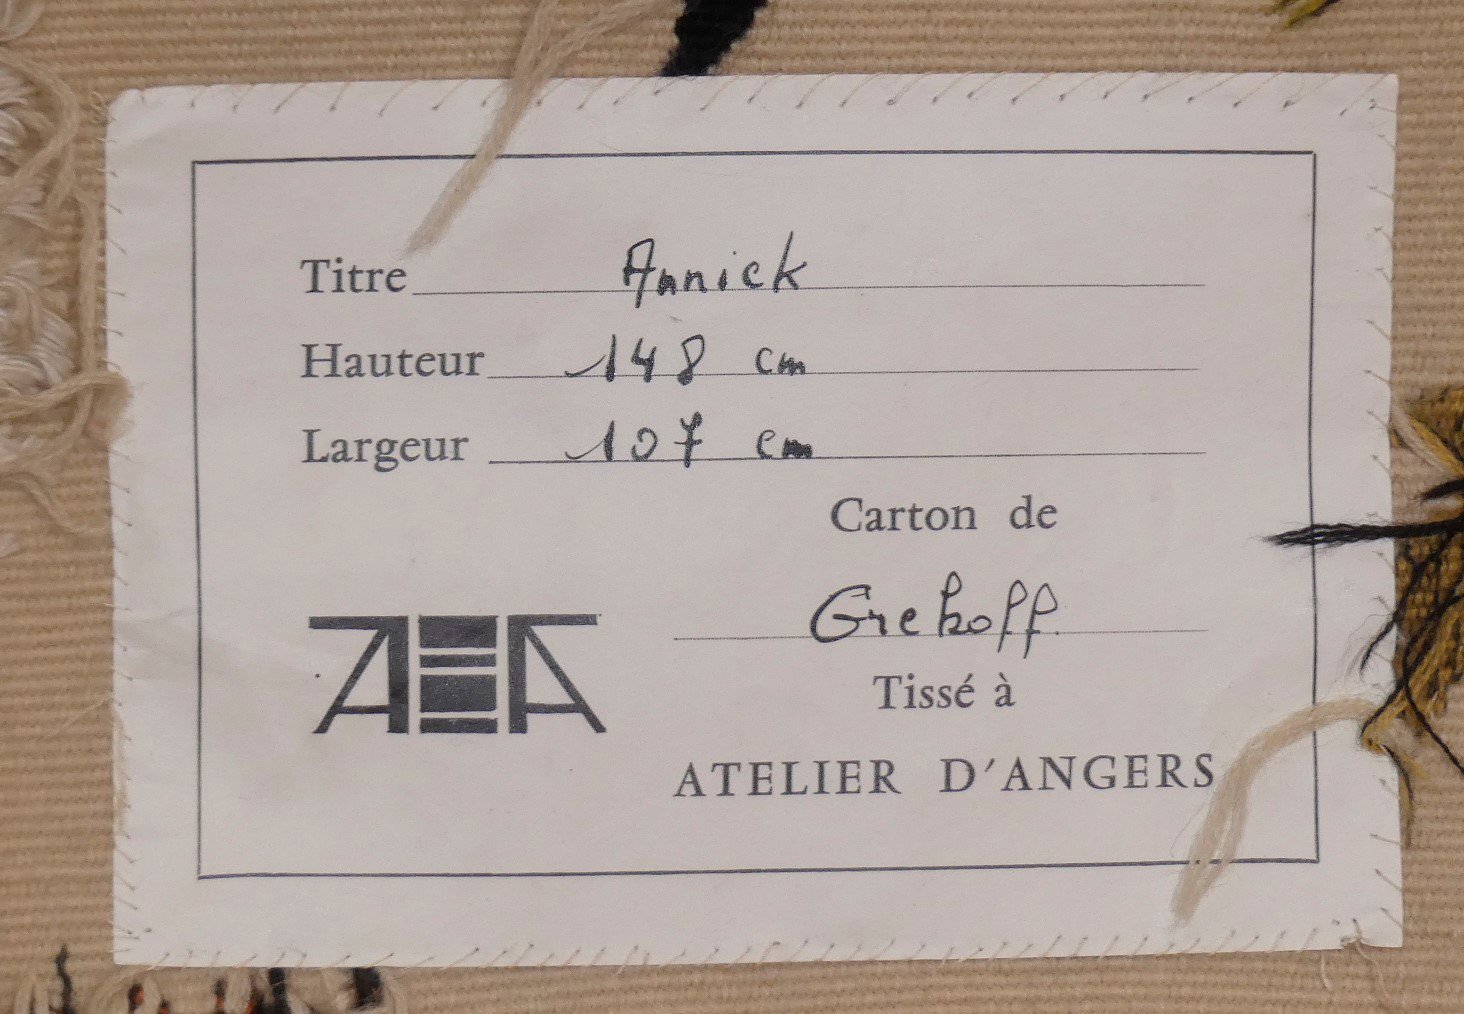 Titre Annick
Hauteur 148 cm
Largeur 107 cm
Carton de
Grekoff
Tissé à
ATELIER D'ANGERS